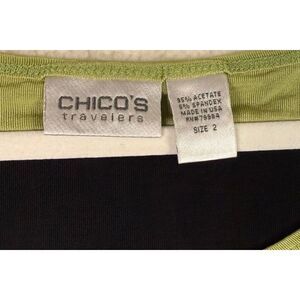 CHICO'S
travelers
95% ACETATE
5% SPANDEX
MADE IN USA
RN#79984
SIZE 2